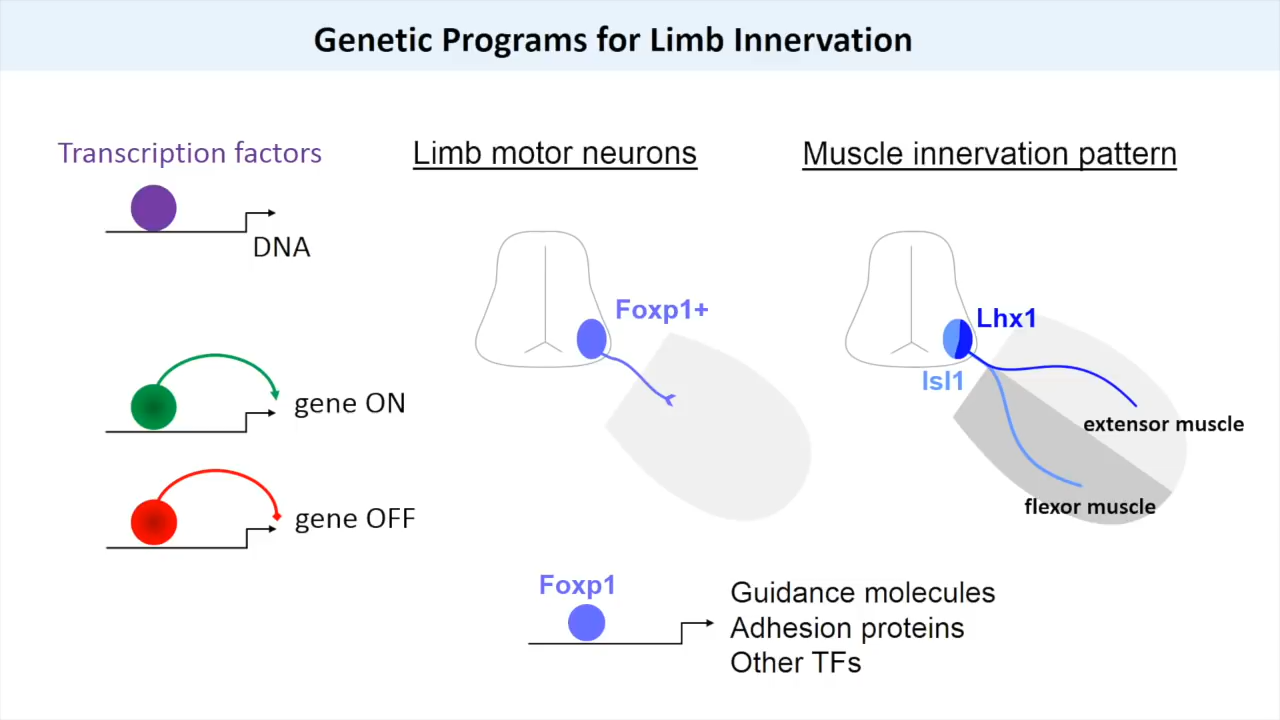 Genetic Programs for Limb Innervation
Transcription factors
DNA
gene ON
gene OFF
Limb motor neurons
Foxp1+
Muscle innervation pattern
Lhx1
Isl1
extensor muscle
flexor muscle
Foxp1
Guidance molecules
Adhesion proteins
Other TFs